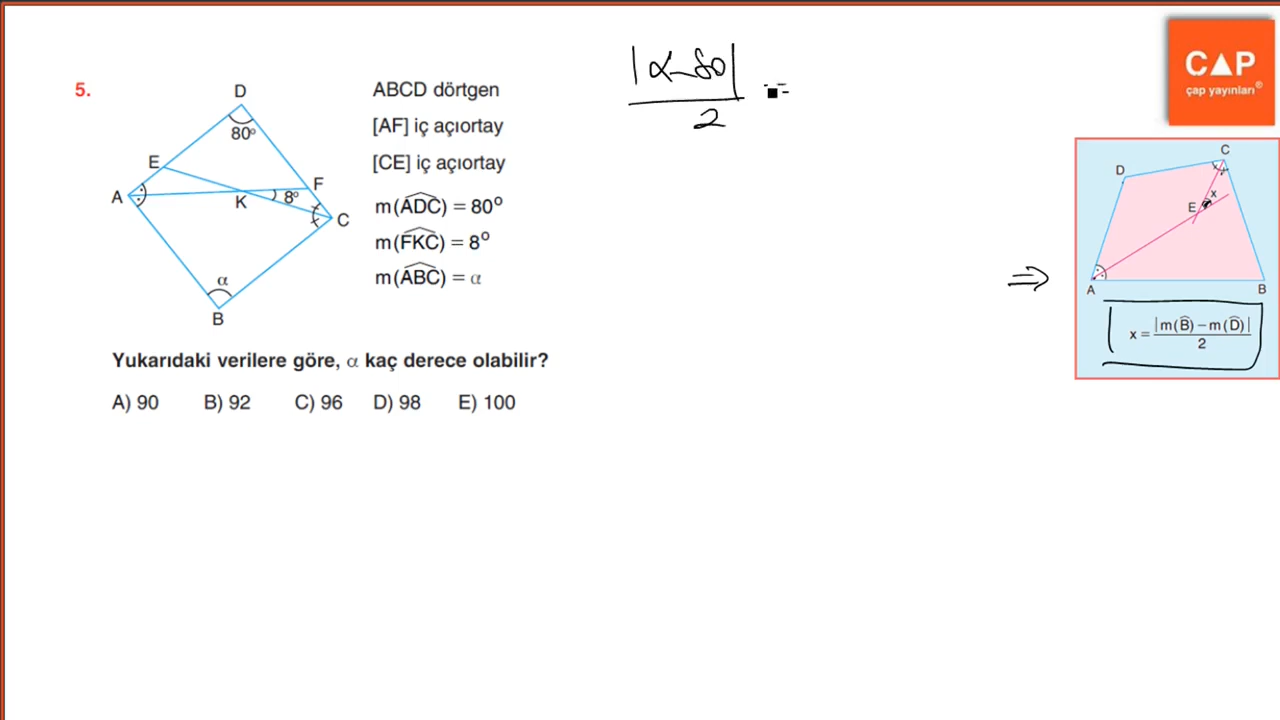 5.
D
80°
E
A
K
8°
F
C
α
B
ABCD dörtgen
[AF] iç açıortay
[CE] iç açıortay
m(ADC) = 80°
m(FKC) = 8°
m(ABC) = α
Yukarıdaki verilere göre, α kaç derece olabilir?
A) 90 B) 92 C) 96 D) 98 E) 100
|α-80|
2
=
ÇAP
çap yayınları®
⇒
C
D
x
E
A
B
x = |m(B) – m(D)|
2